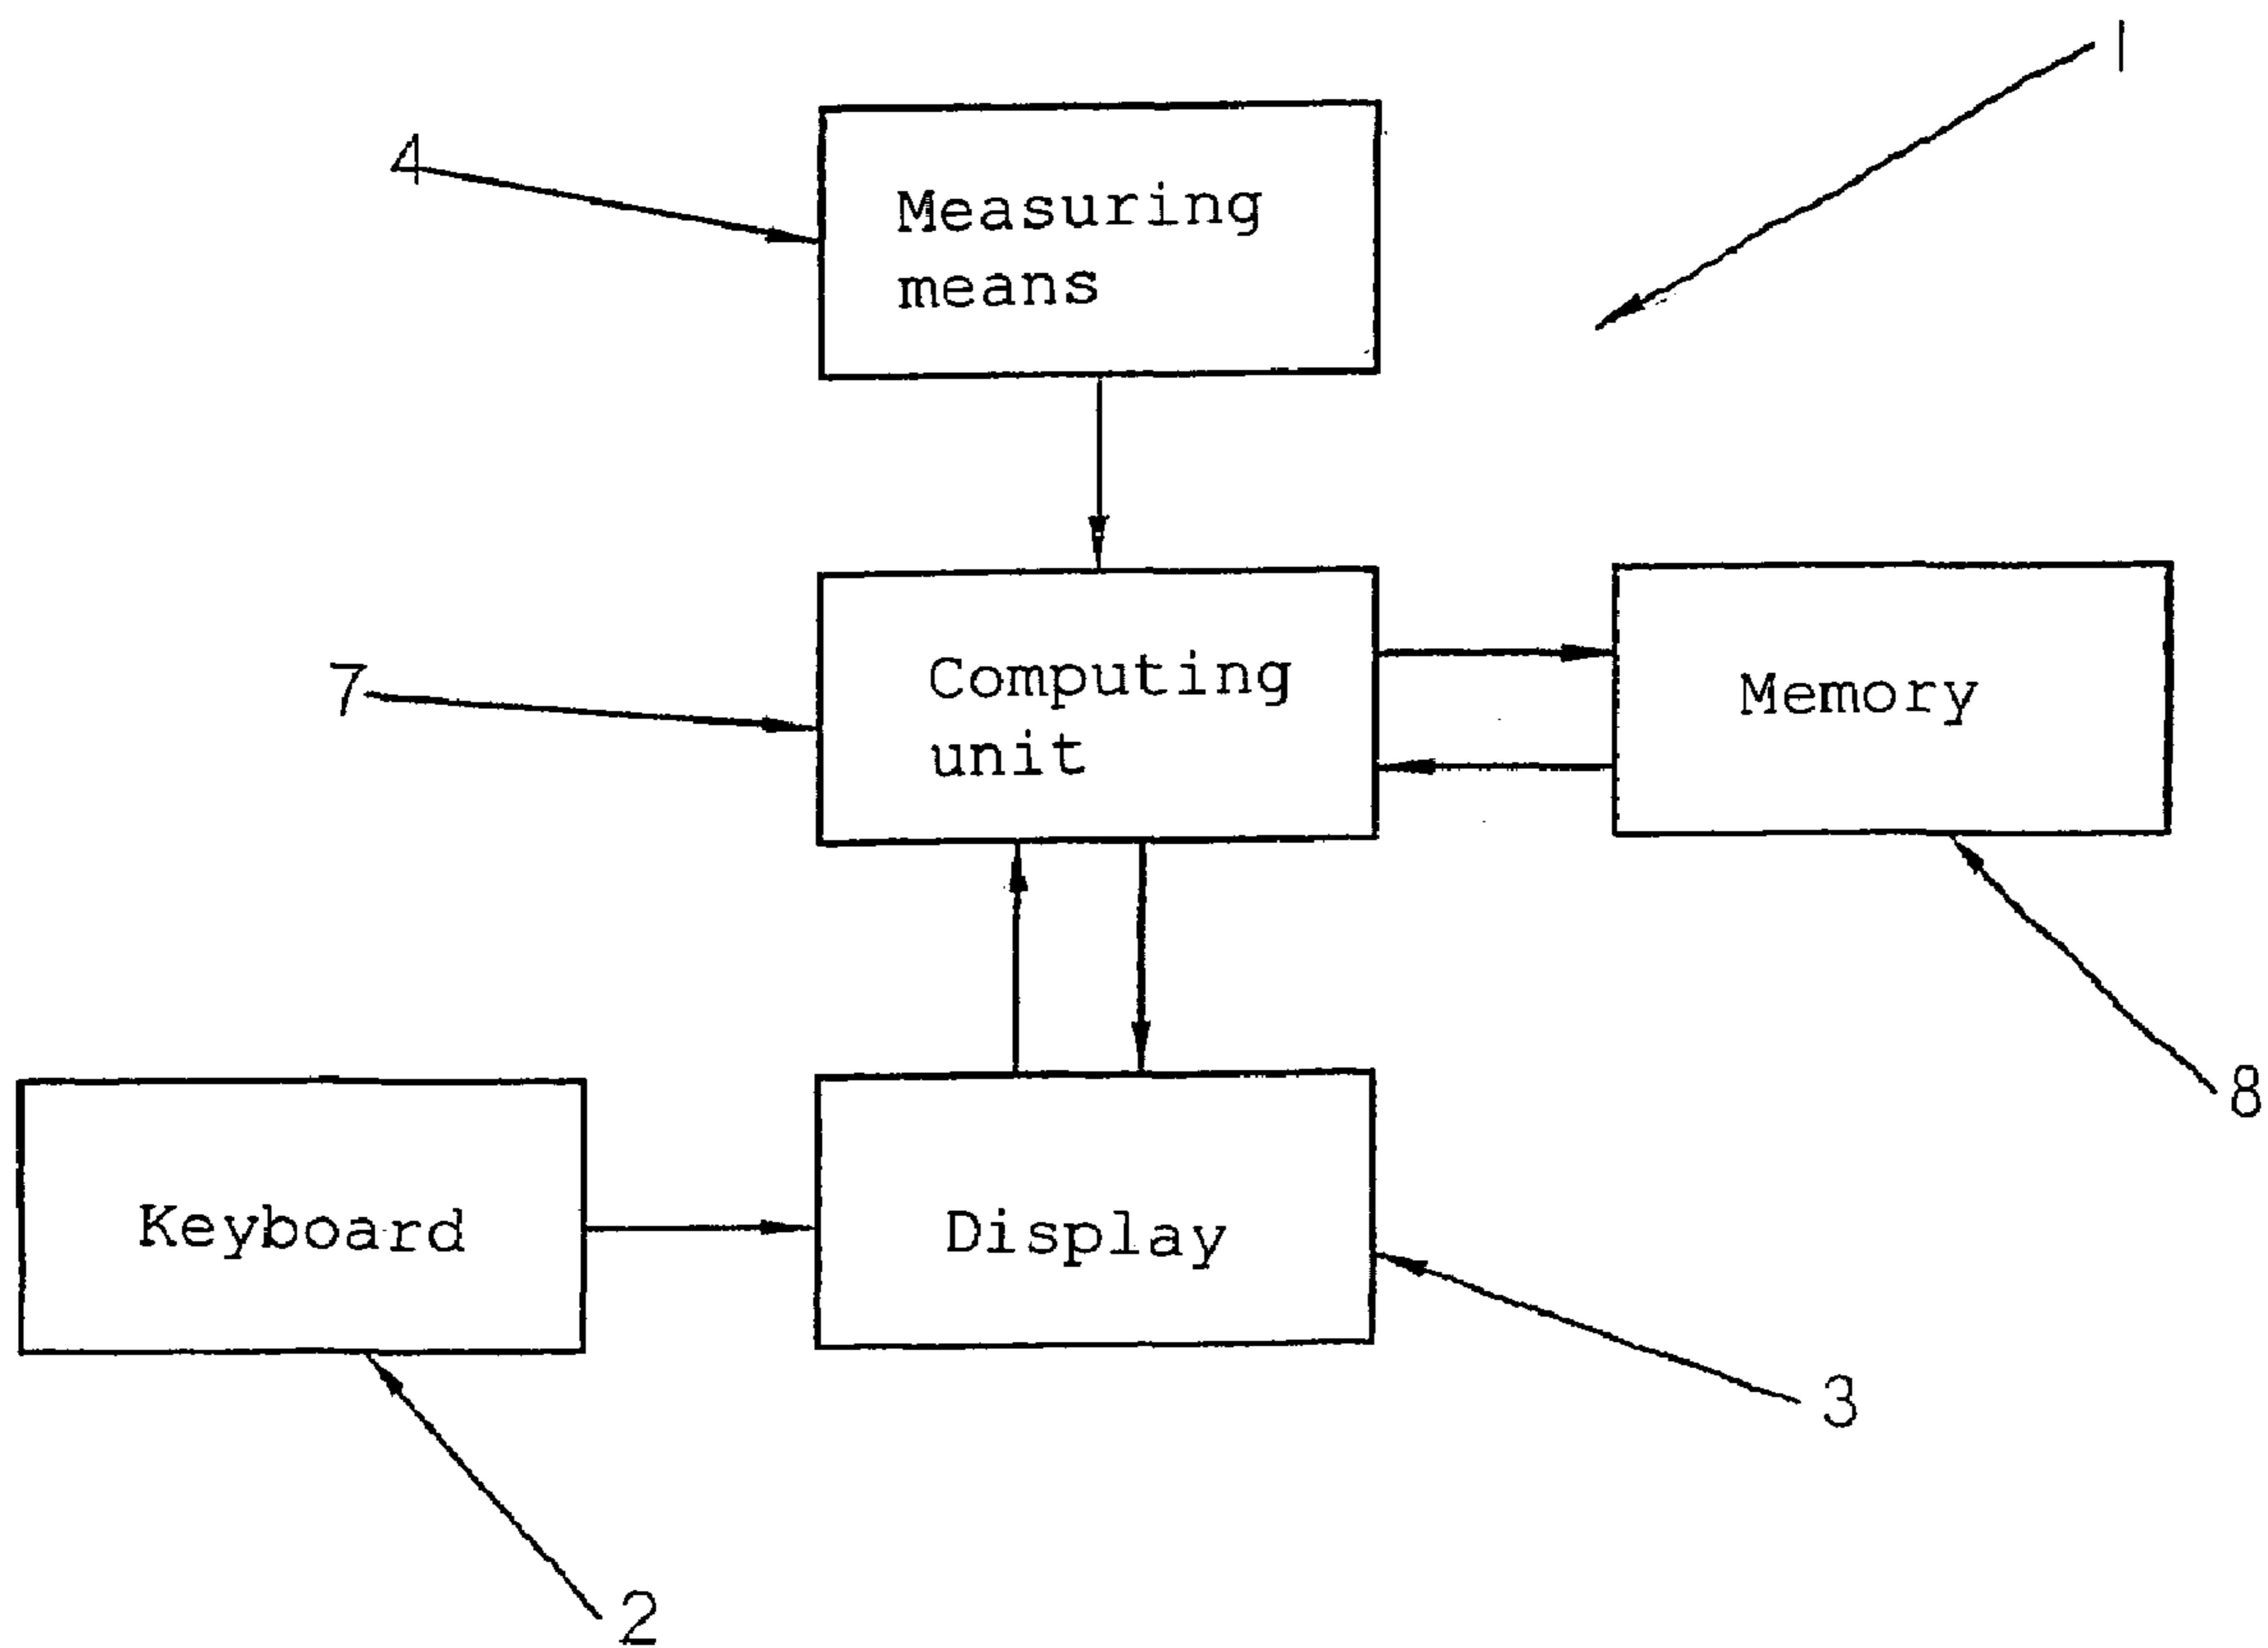 1
4
Measuring
means
7
Computing
unit
Memory
8
Keyboard
Display
3
2